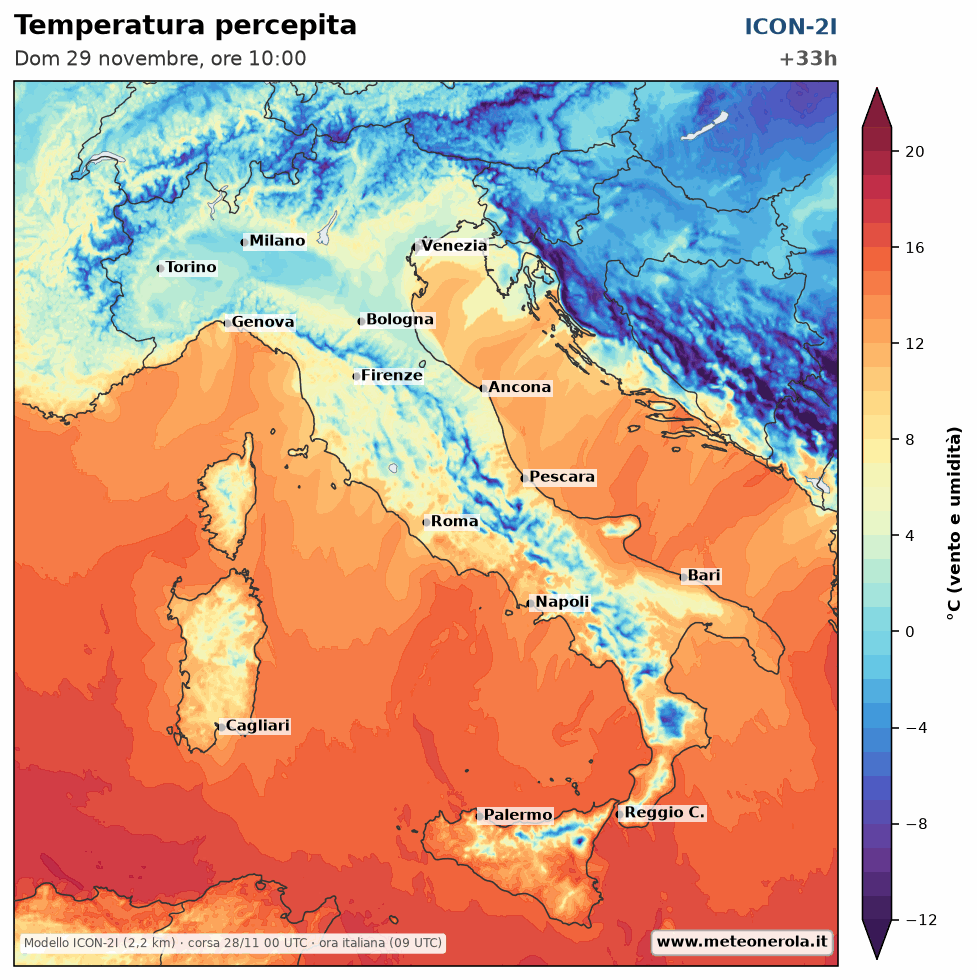 Temperatura percepita
ICON-2I
Dom 29 novembre, ore 10:00
+33h
20
16
12
8
4
0
−4
−8
−12
°C (vento e umidità)
Milano
Venezia
Torino
Genova
Bologna
Firenze
Ancona
Pescara
Roma
Bari
Napoli
Cagliari
Palermo
Reggio C.
Modello ICON-2I (2,2 km) · corsa 28/11 00 UTC · ora italiana (09 UTC)
www.meteonerola.it